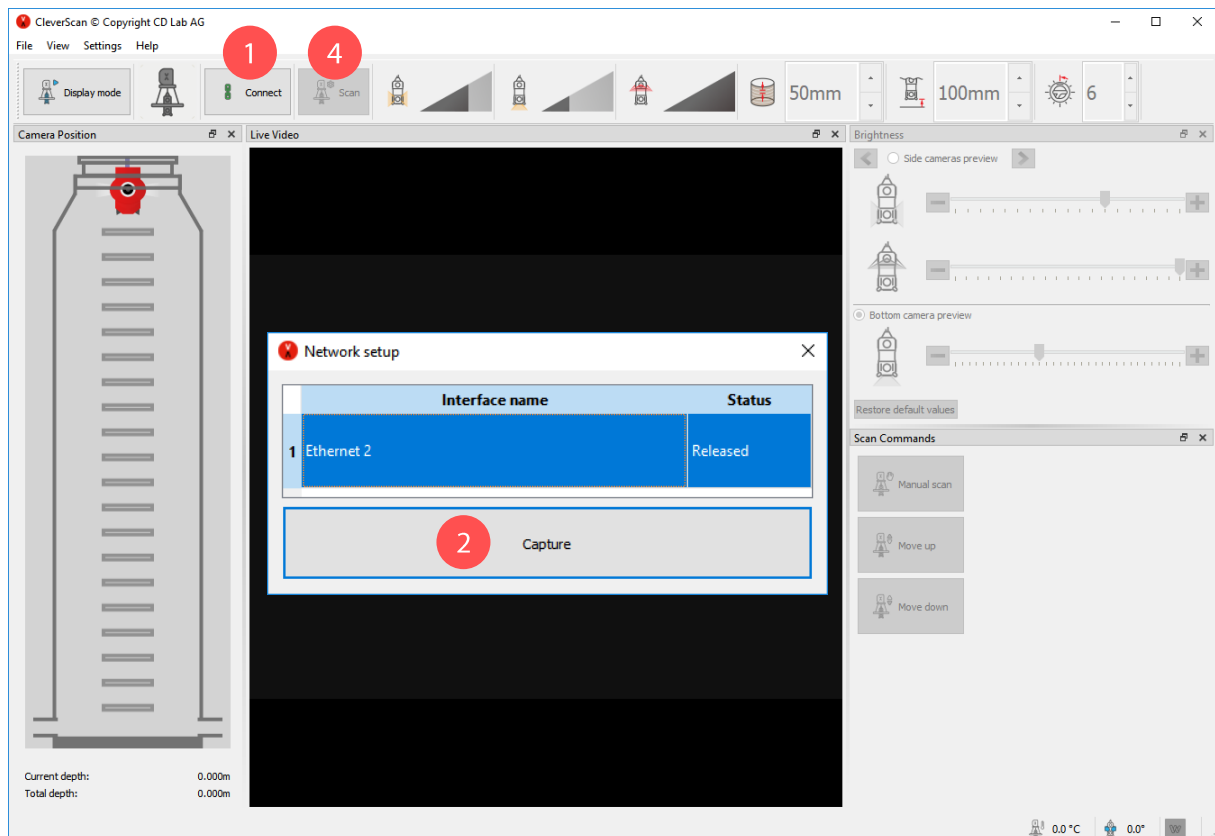 CleverScan © Copyright CD Lab AG
File View Settings Help
1
4
Display mode
Connect
Scan
50mm
100mm
6
Camera Position
Live Video
Brightness
Side cameras preview
Bottom camera preview
Restore default values
Network setup
Interface name Status
1 Ethernet 2 Released
2
Capture
Scan Commands
Manual scan
Move up
Move down
Current depth: 0.000m
Total depth: 0.000m
0.0 °C 0.0° W